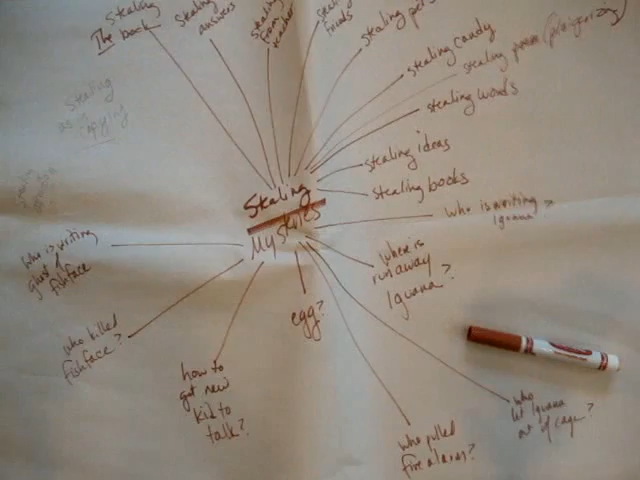 Stealing
The book
Stealing
answers
Stealing
from
teacher
Stealing
friends
stealing
stealing candy
stealing
stealing words
stealing ideas
stealing books
Stealing
as copying
Stealing
Mysteries
who is writing
Iguana?
who is writing
ghost of
fishface
where is
runaway
Iguana?
egg?
who killed
fishface?
how to
get new
kid to
talk?
who pulled
fire alarm?
who
let Iguana
out of cage?